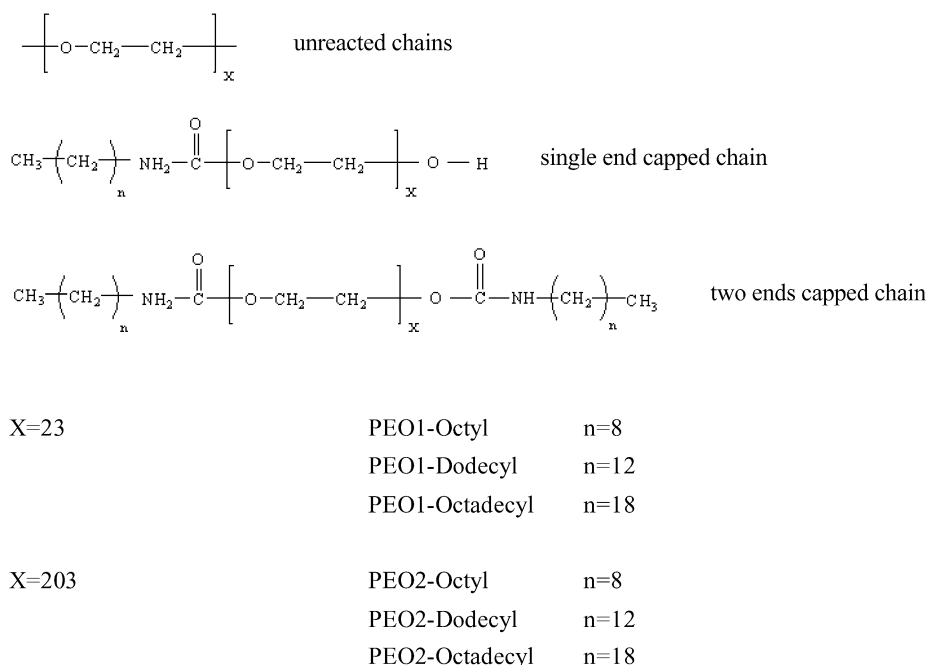 O-CH2-CH2 x unreacted chains
CH3-(CH2)n-NH2-C(=O)-[O-CH2-CH2]x-O-H single end capped chain
CH3-(CH2)n-NH2-C(=O)-[O-CH2-CH2]x-O-C(=O)-NH-(CH2)n-CH3 two ends capped chain
X=23 PEO1-Octyl n=8
PEO1-Dodecyl n=12
PEO1-Octadecyl n=18
X=203 PEO2-Octyl n=8
PEO2-Dodecyl n=12
PEO2-Octadecyl n=18